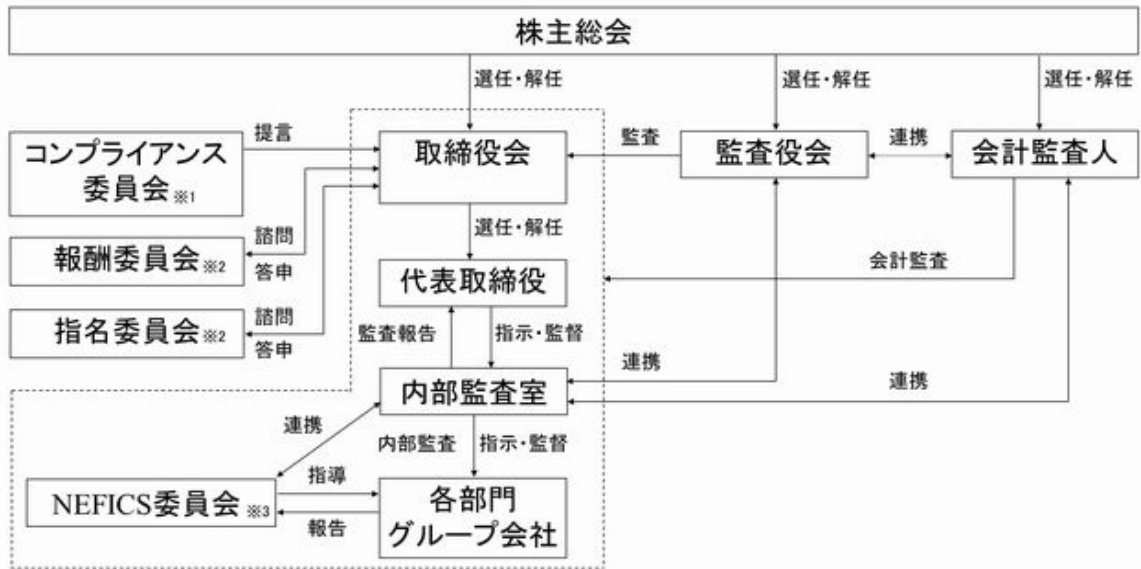 株主総会
選任・解任
選任・解任
選任・解任
コンプライアンス
委員会※1
提言
取締役会
監査
監査役会
連携
会計監査人
報酬委員会※2
諮問
答申
選任・解任
会計監査
代表取締役
指名委員会※2
諮問
答申
監査報告
指示・監督
連携
連携
内部監査室
連携
内部監査
指示・監督
NEFICS委員会※3
指導
報告
各部門
グループ会社